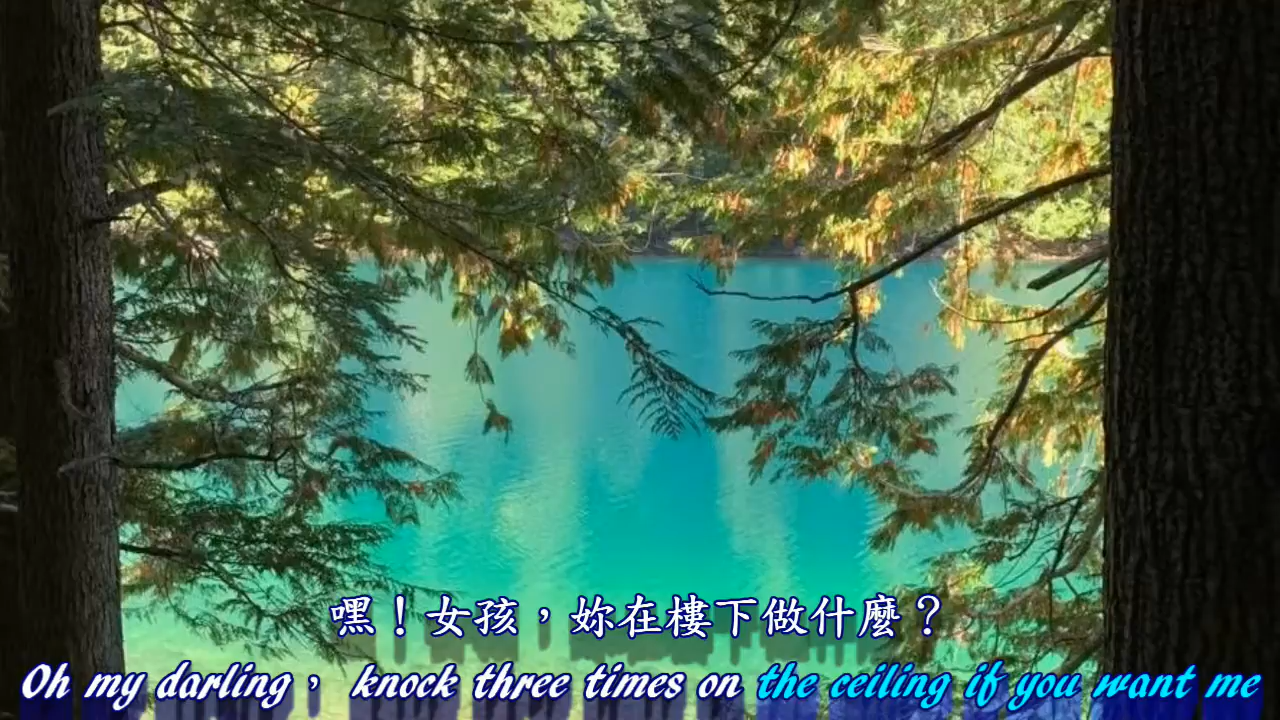 嘿！女孩，妳在樓下做什麼？
Oh my darling， knock three times on the ceiling if you want me